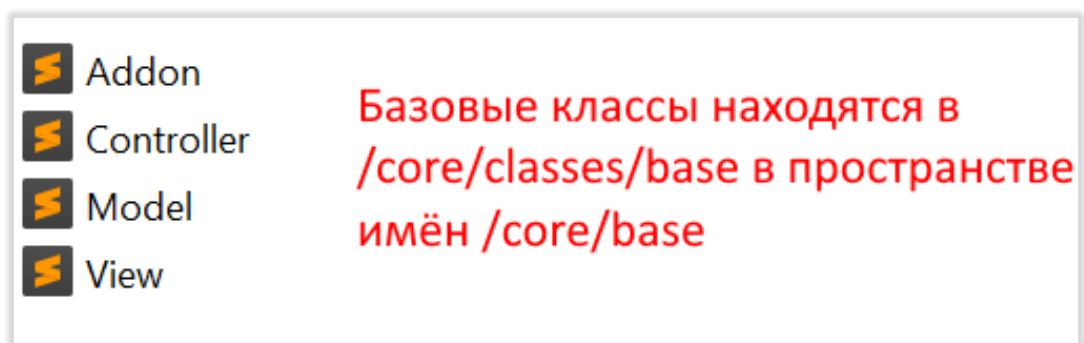 Addon
Controller
Model
View
Базовые классы находятся в
/core/classes/base в пространстве
имён /core/base